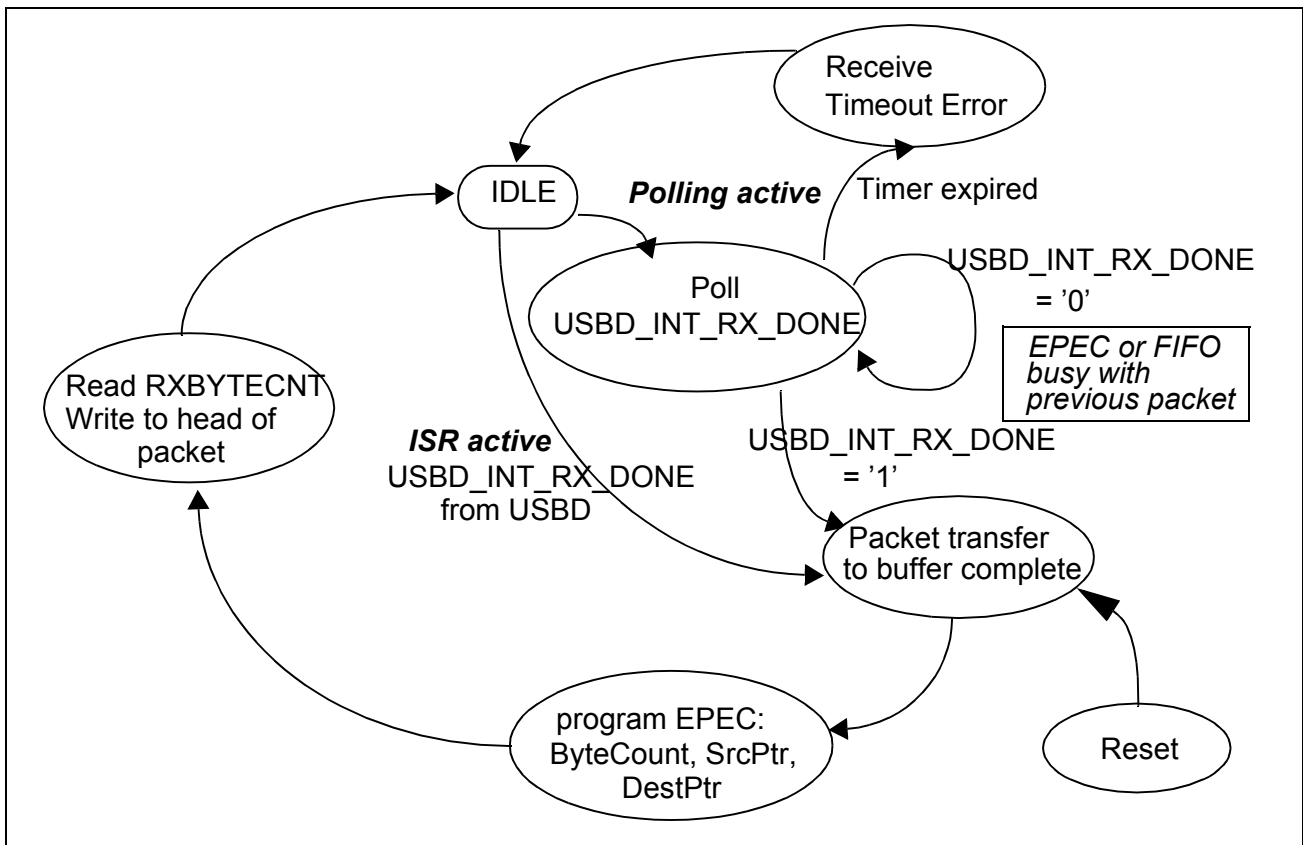 Receive
Timeout Error
IDLE
Polling active
Timer expired
USBD_INT_RX_DONE
= '0'
Poll
USBD_INT_RX_DONE
EPEC or FIFO
busy with
previous packet
Read RXBYTECNT
Write to head of
packet
ISR active
USBD_INT_RX_DONE
from USBD
USBD_INT_RX_DONE
= '1'
Packet transfer
to buffer complete
program EPEC:
ByteCount, SrcPtr,
DestPtr
Reset